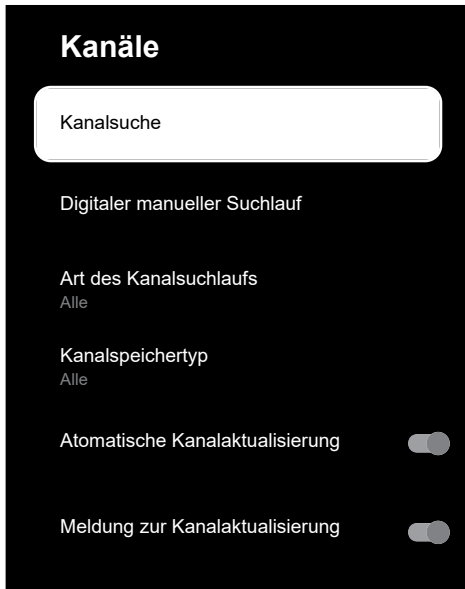 Kanäle
Kanalsuche
Digitaler manueller Suchlauf
Art des Kanalsuchlaufs
Alle
Kanalspeichertyp
Alle
Atomatische Kanalaktualisierung
Meldung zur Kanalaktualisierung